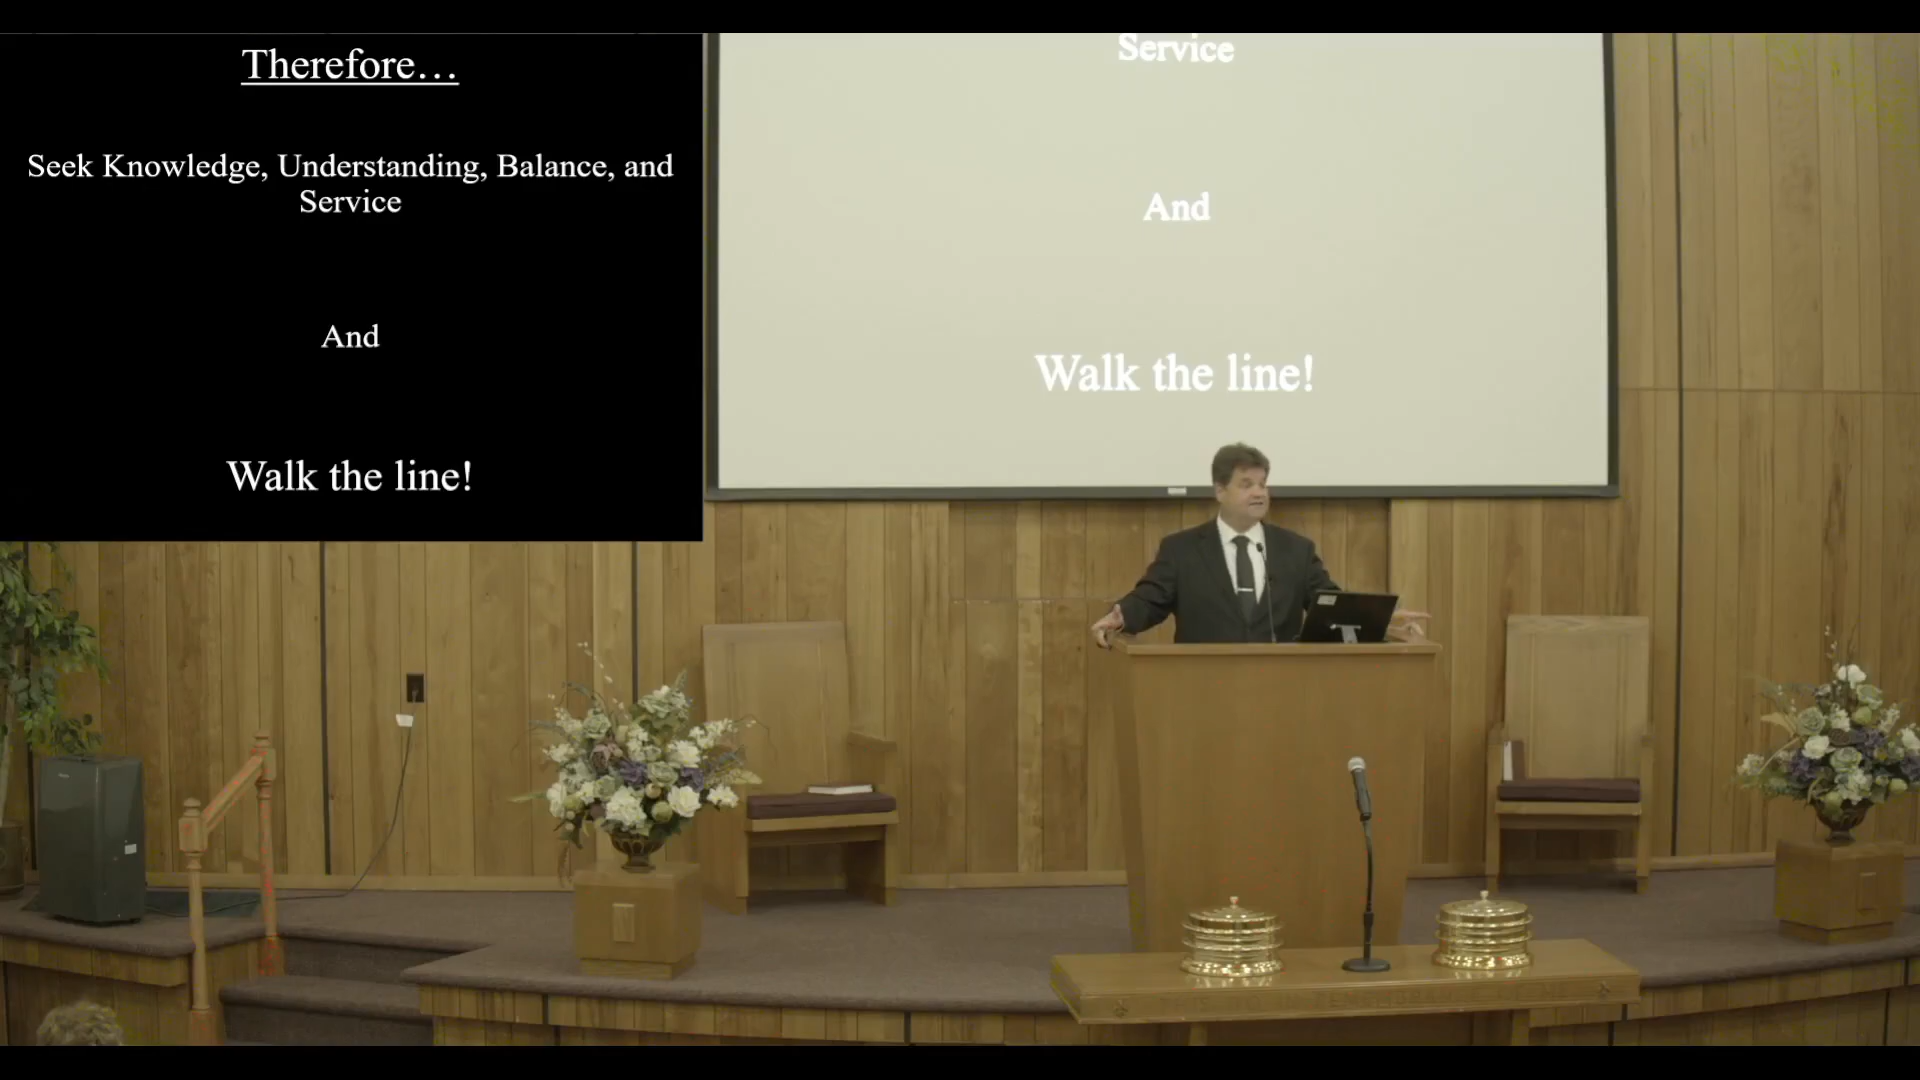 Therefore…
Seek Knowledge, Understanding, Balance, and
Service
And
Walk the line!
Service
And
Walk the line!